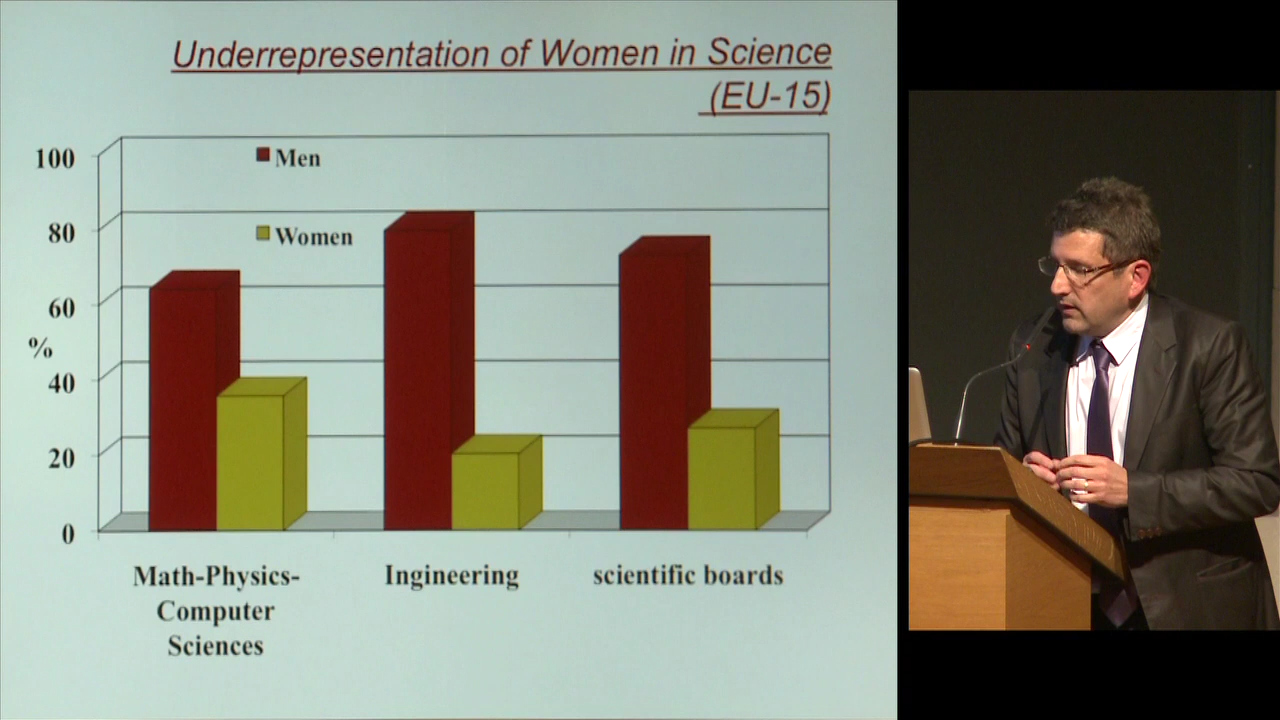 Underrepresentation of Women in Science
(EU-15)
Men
Women
100
80
60
%
40
20
0
Math-Physics-
Computer
Sciences
Ingineering
scientific boards